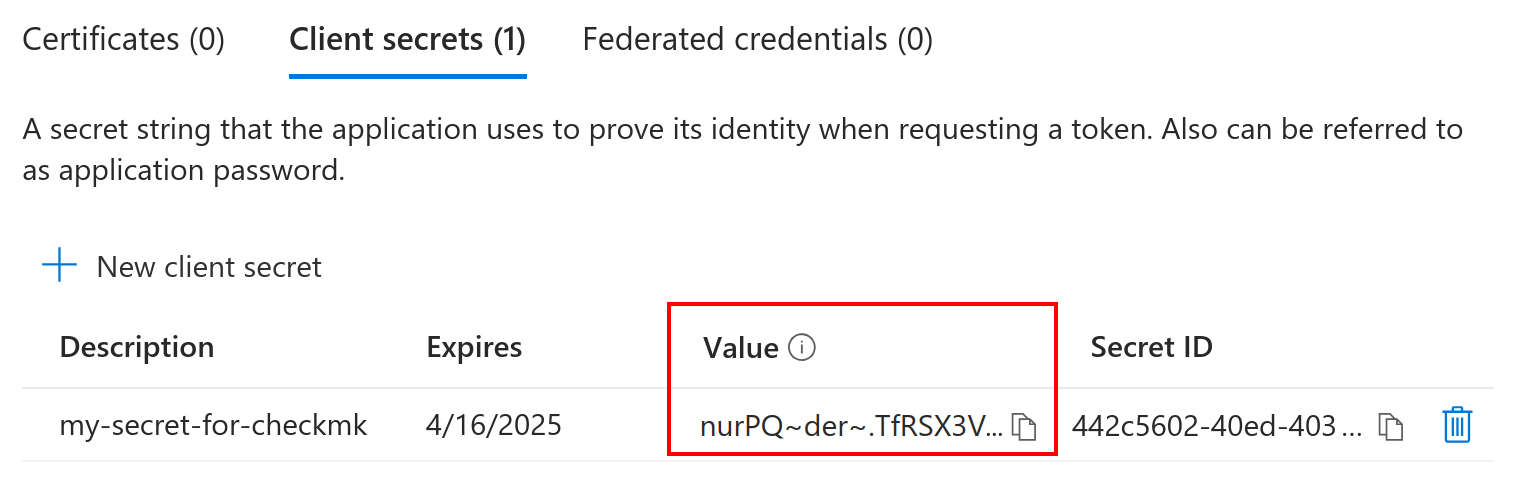 Certificates (0) Client secrets (1) Federated credentials (0)
A secret string that the application uses to prove its identity when requesting a token. Also can be referred to
as application password.
New client secret
Description Expires Value Secret ID
my-secret-for-checkmk 4/16/2025 nurPQ~der~.TfRSX3V... 442c5602-40ed-403...